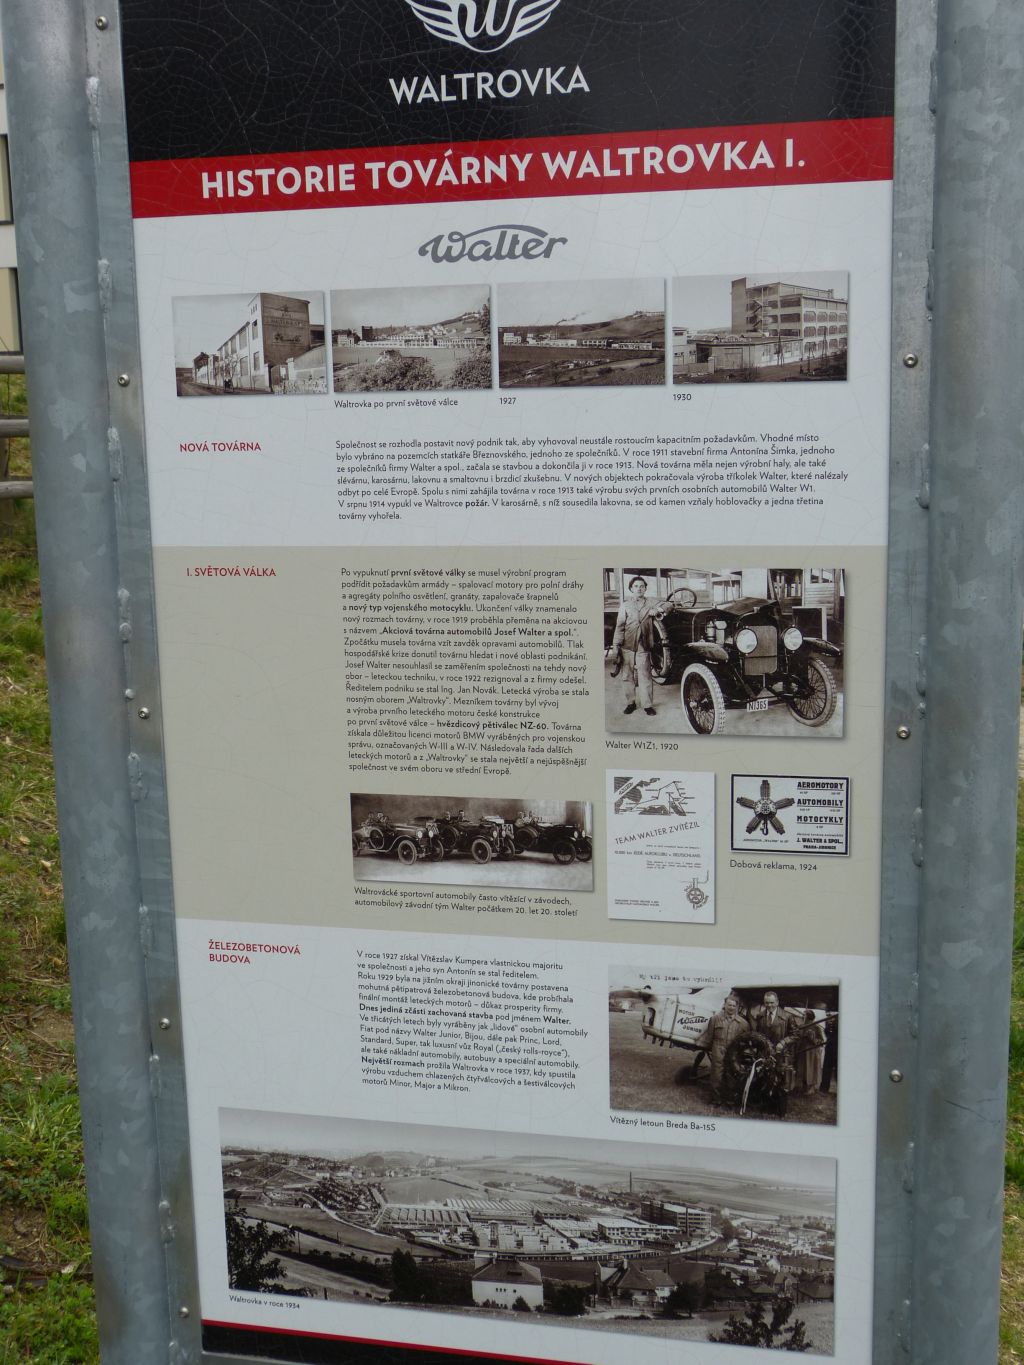 W
WALTROVKA
HISTORIE TOVÁRNY WALTROVKA I.
Walter
Waltrovka po první světové válce
1927
1930
NOVÁ TOVÁRNA
Společnost se rozhodla postavit nový podnik tak, aby vyhovoval neustále rostoucím kapacitním požadavkům. Vhodné místo
bylo vybráno na pozemcích statkáře Březnovského, jednoho ze společníků. V roce 1911 stavební firma Antonína Šimka, jednoho
ze společníků firmy Walter a spol., začala se stavbou a dokončila ji v roce 1913. Nová továrna měla nejen výrobní haly, ale také
slévárnu, karosárnu, lakovnu a smaltovnu i brzdicí zkušebnu. V nových objektech pokračovala výroba tříkolek Walter, které nalézaly
odbyt po celé Evropě. Spolu s nimi zahájila továrna v roce 1913 také výrobu svých prvních osobních automobilů Walter W1.
V srpnu 1914 vypukl ve Waltrovce požár. V karosárně, s níž sousedila lakovna, se od kamen vzňaly hoblovačky a jedna třetina
továrny vyhořela.
I. SVĚTOVÁ VÁLKA
Po vypuknutí první světové války se musel výrobní program
podřídit požadavkům armády – spalovací motory pro polní dráhy
a agregáty polního osvětlení, granáty, zapalovače šrapnelů
a nový typ vojenského motocyklu. Ukončení války znamenalo
nový rozmach továrny, v roce 1919 proběhla přeměna na akciovou
s názvem „Akciová továrna automobilů Josef Walter a spol.“.
Zpočátku musela továrna vzít zavděk opravami automobilů. Tlak
hospodářské krize donutil továrnu hledat i nové oblasti podnikání.
Josef Walter nesouhlasil se zaměřením společnosti na tehdy nový
obor – leteckou techniku, v roce 1922 rezignoval a z firmy odešel.
Ředitelem podniku se stal Ing. Jan Novák. Letecká výroba se stala
nosným oborem „Waltrovky“. Mezníkem továrny byl vývoj
a výroba prvního leteckého motoru české konstrukce
po první světové válce – hvězdicový pětiválec NZ-60. Továrna
získala důležitou licenci motorů BMW vyráběných pro vojenskou
správu, označovaných W-III a W-IV. Následovala řada dalších
leteckých motorů a z „Waltrovky“ se stala největší a nejúspěšnější
společnost ve svém oboru ve střední Evropě.
NI365
Walter W1Z1, 1920
TEAM WALTER ZVÍTĚZIL
AEROMOTORY
AUTOMOBILY
MOTOCYKLY
J. WALTER & SPOL.,
PRAHA-JINONICE
Dobová reklama, 1924
Waltrovácké sportovní automobily často vítězící v závodech,
automobilový závodní tým Walter počátkem 20. let 20. století
ŽELEZOBETONOVÁ
BUDOVA
V roce 1927 získal Vítězslav Kumpera vlastnickou majoritu
ve společnosti a jeho syn Antonín se stal ředitelem.
Roku 1929 byla na jižním okraji jinonické továrny postavena
mohutná pětipatrová železobetonová budova, kde probíhala
finální montáž leteckých motorů – důkaz prosperity firmy.
Dnes jediná zčásti zachovaná stavba pod jménem Walter.
Ve třicátých letech byly vyráběny jak „lidové“ osobní automobily
Fiat pod názvy Walter Junior, Bijou, dále pak Princ, Lord,
Standard, Super, tak luxusní vůz Royal („český rolls-royce“),
ale také nákladní automobily, autobusy a speciální automobily.
Největší rozmach prožila Waltrovka v roce 1937, kdy spustila
výrobu vzduchem chlazených čtyřválcových a šestiválcových
motorů Minor, Major a Mikron.
My tři jsme to vyhráli!
MOTOR
Walter
JUNIOR
Vítězný letoun Breda Ba-15S
Waltrovka v roce 1934